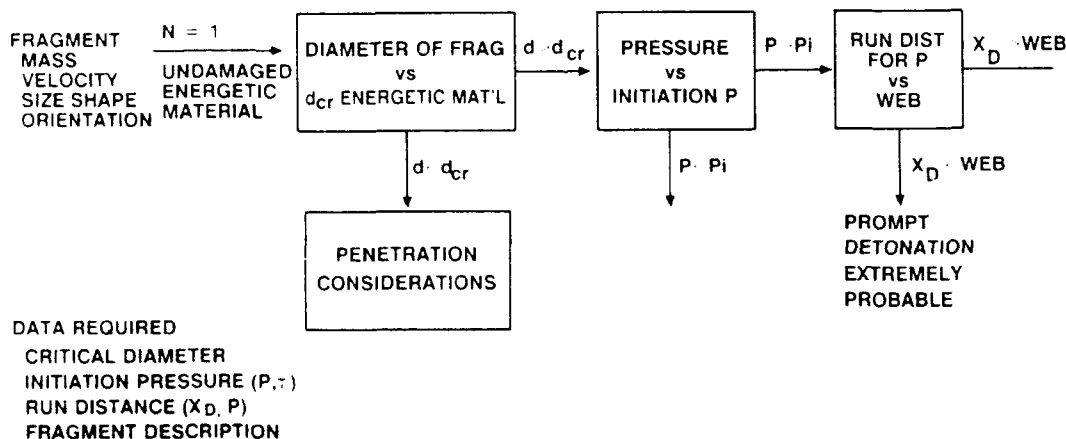 FRAGMENT
MASS
VELOCITY
SIZE SHAPE
ORIENTATION
N = 1
UNDAMAGED
ENERGETIC
MATERIAL
DIAMETER OF FRAG
vs
dcr ENERGETIC MAT'L
d dcr
PRESSURE
vs
INITIATION P
P Pi
RUN DIST
FOR P
vs
WEB
XD WEB
d dcr
P Pi
XD WEB
PENETRATION
CONSIDERATIONS
PROMPT
DETONATION
EXTREMELY
PROBABLE
DATA REQUIRED
CRITICAL DIAMETER
INITIATION PRESSURE (P,τ)
RUN DISTANCE (XD, P)
FRAGMENT DESCRIPTION